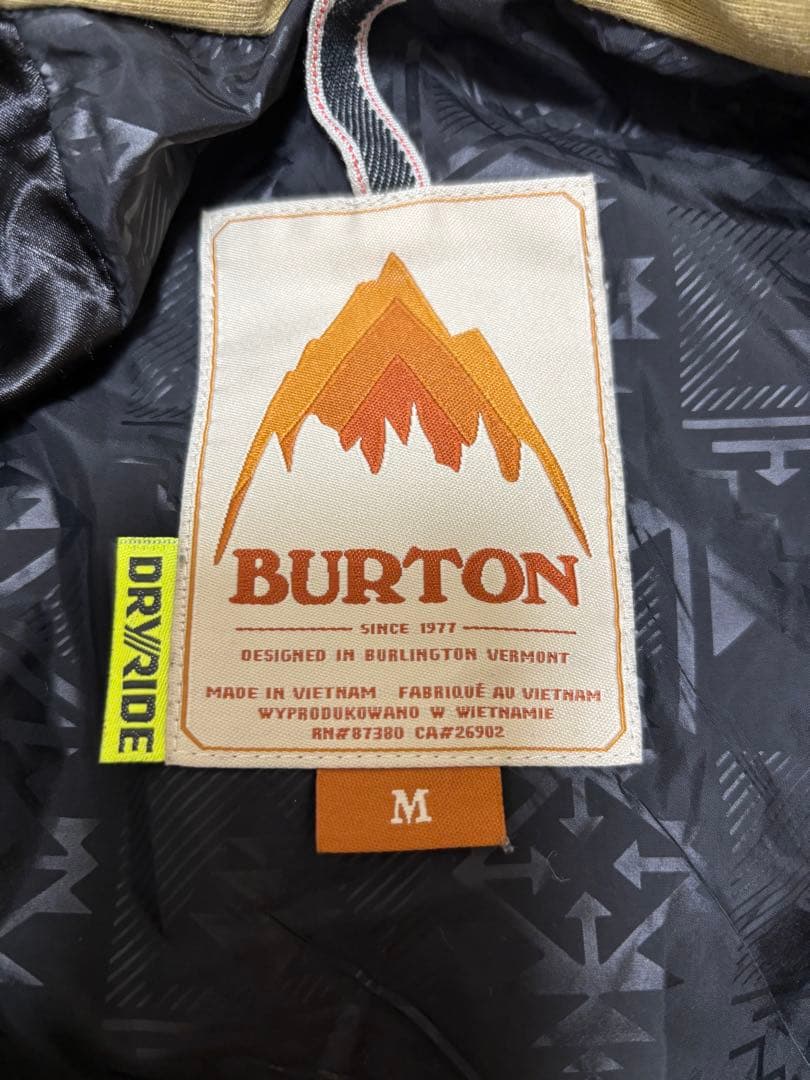 BURTON
SINCE 1977
DESIGNED IN BURLINGTON VERMONT
MADE IN VIETNAM FABRIQUÉ AU VIETNAM
WYPRODUKOWANO W WIETNAMIE
RN#87380 CA#26902
DRY//RIDE
M